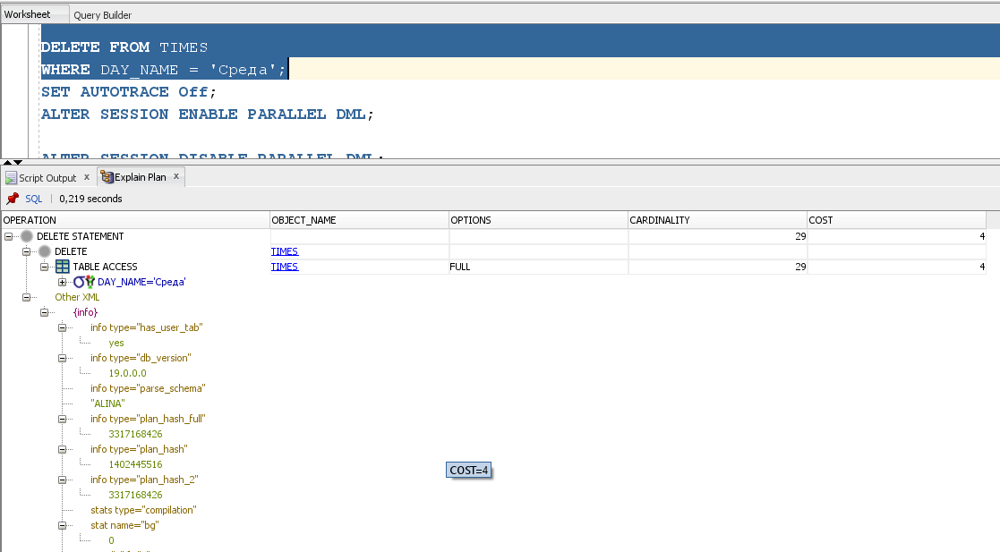 Worksheet Query Builder
DELETE FROM TIMES
WHERE DAY_NAME = 'Среда';
SET AUTOTRACE Off;
ALTER SESSION ENABLE PARALLEL DML;
ALTER SESSION DISABLE PARALLEL DML;
Script Output x Explain Plan x
SQL | 0,219 seconds
OPERATION OBJECT_NAME OPTIONS CARDINALITY COST
DELETE STATEMENT 29 4
DELETE TIMES
TABLE ACCESS TIMES FULL 29 4
DAY_NAME='Среда'
Other XML
{info}
info type="has_user_tab"
yes
info type="db_version"
19.0.0.0
info type="parse_schema"
"ALINA"
info type="plan_hash_full"
3317168426
info type="plan_hash"
1402445516
COST=4
info type="plan_hash_2"
3317168426
stats type="compilation"
stat name="bg"
0